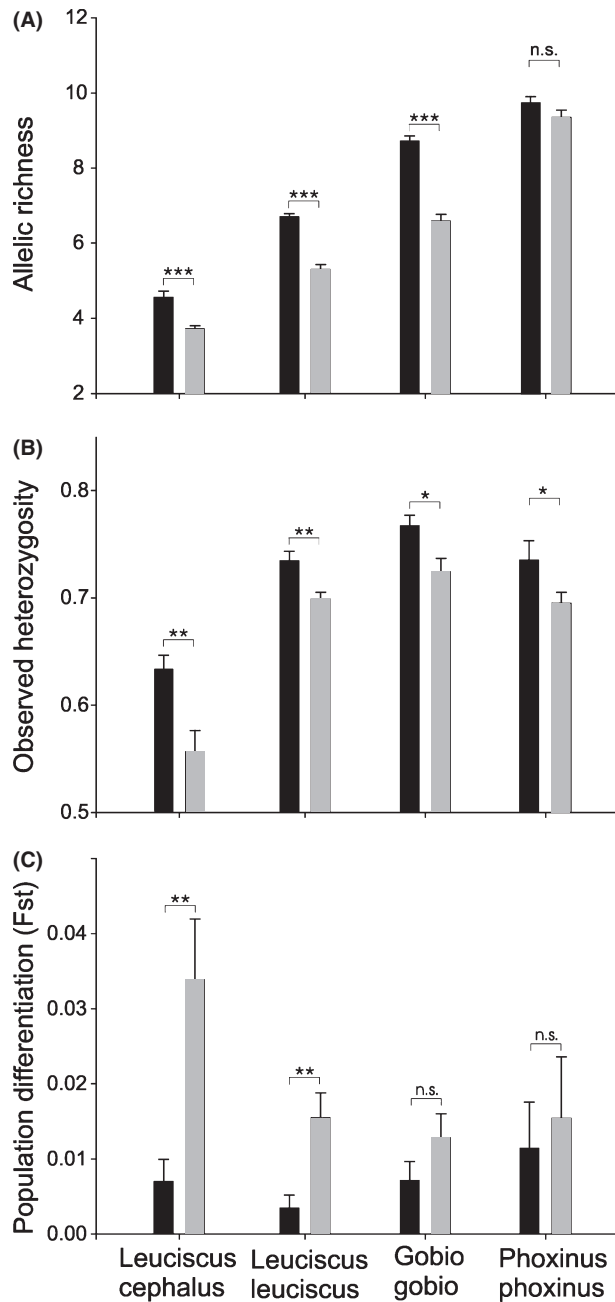 (A)
Allelic richness
12
10
8
6
4
2
***
***
***
n.s.
(B)
Observed heterozygosity
0.8
0.7
0.6
0.5
**
**
*
*
(C)
Population differentiation (Fst)
0.04
0.03
0.02
0.01
0.00
**
**
n.s.
n.s.
Leuciscus
cephalus
Leuciscus
leuciscus
Gobio
gobio
Phoxinus
phoxinus